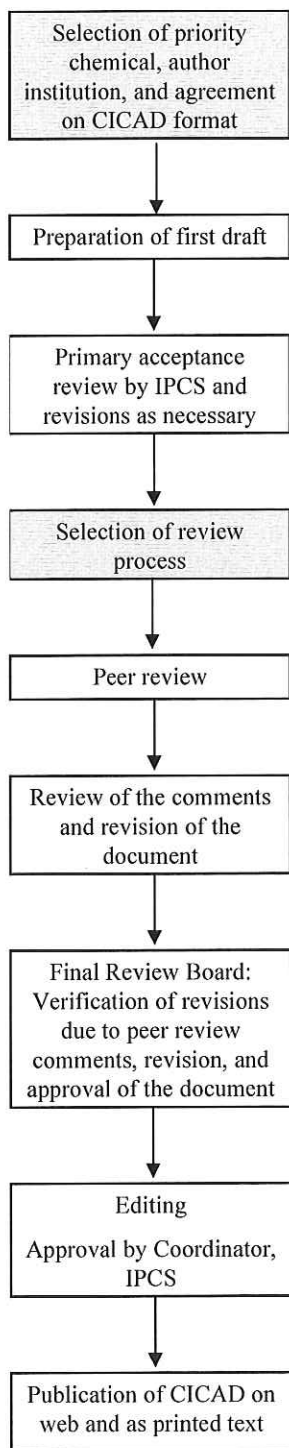 Selection of priority
chemical, author
institution, and agreement
on CICAD format
Preparation of first draft
Primary acceptance
review by IPCS and
revisions as necessary
Selection of review
process
Peer review
Review of the comments
and revision of the
document
Final Review Board:
Verification of revisions
due to peer review
comments, revision, and
approval of the document
Editing
Approval by Coordinator,
IPCS
Publication of CICAD on
web and as printed text